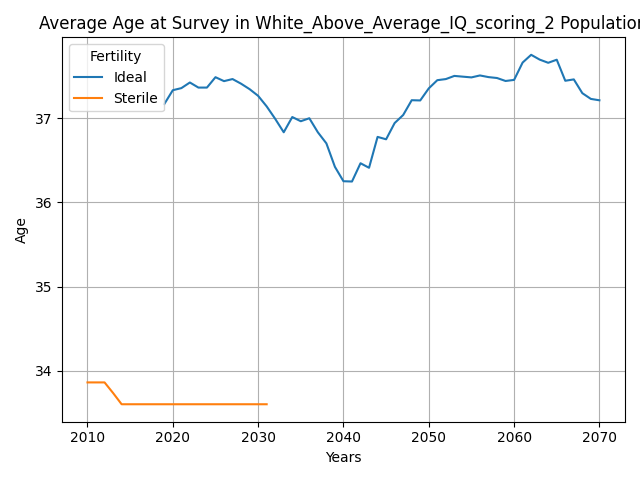 Average Age at Survey in White_Above_Average_IQ_scoring_2 Population
Fertility
Ideal
Sterile
37
36
35
34
Age
2010 2020 2030 2040 2050 2060 2070
Years